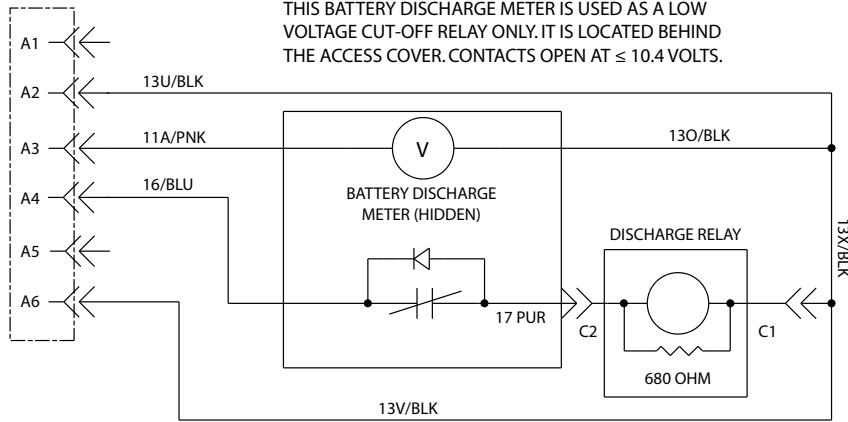 THIS BATTERY DISCHARGE METER IS USED AS A LOW
VOLTAGE CUT-OFF RELAY ONLY. IT IS LOCATED BEHIND
THE ACCESS COVER. CONTACTS OPEN AT ≤ 10.4 VOLTS.
A1
A2
13U/BLK
A3
11A/PNK
V
13O/BLK
A4
16/BLU
BATTERY DISCHARGE
METER (HIDDEN)
13X/BLK
A5
DISCHARGE RELAY
A6
17 PUR
C2
C1
680 OHM
13V/BLK